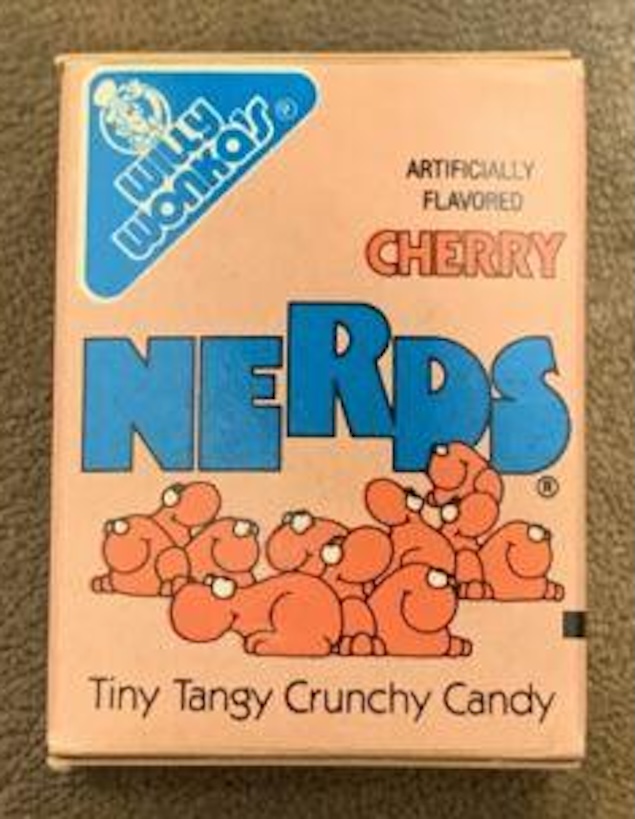 WILLY
WONKA'S ®
ARTIFICIALLY
FLAVORED
CHERRY
NERDS ®
Tiny Tangy Crunchy Candy